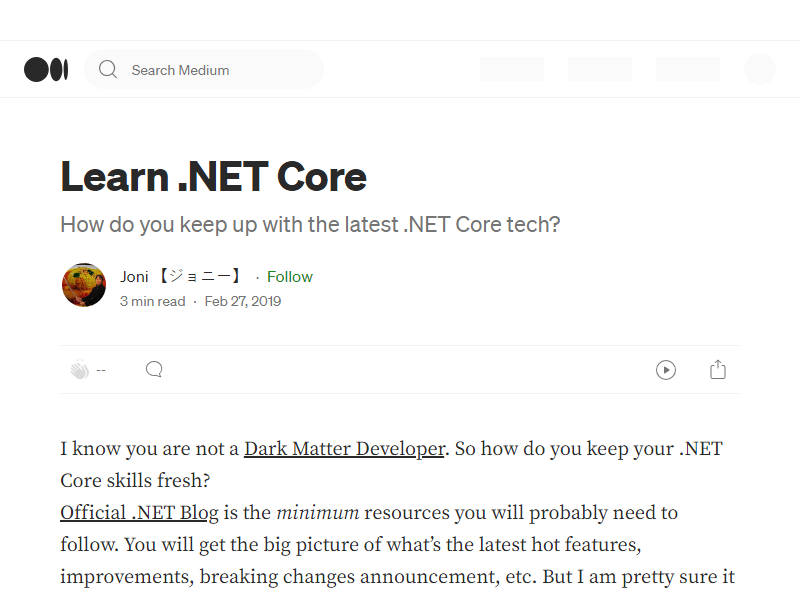 Search Medium
Learn .NET Core
How do you keep up with the latest .NET Core tech?
Joni 【ジョニー】 · Follow
3 min read · Feb 27, 2019
--
I know you are not a Dark Matter Developer. So how do you keep your .NET
Core skills fresh?
Official .NET Blog is the minimum resources you will probably need to
follow. You will get the big picture of what’s the latest hot features,
improvements, breaking changes announcement, etc. But I am pretty sure it